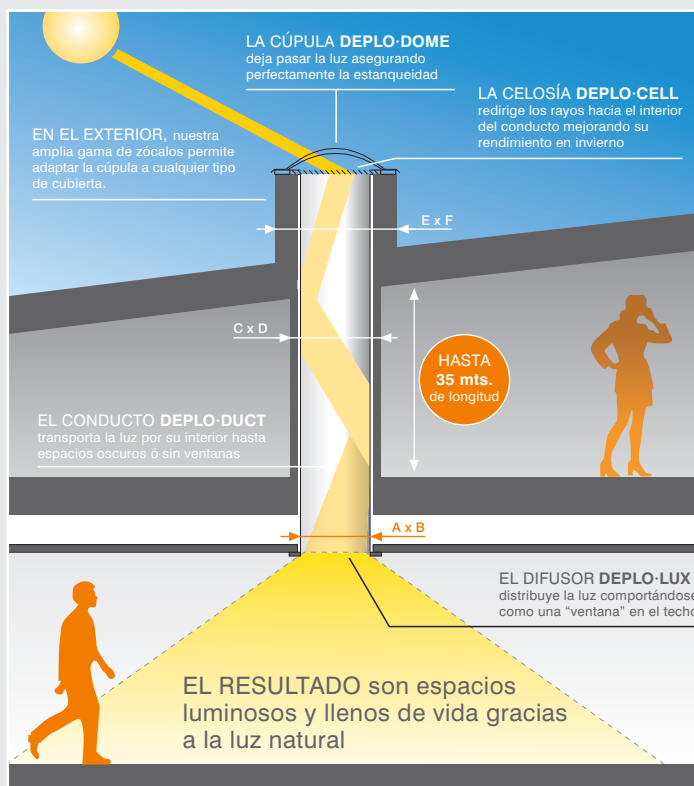 LA CÚPULA DEPLO·DOME
deja pasar la luz asegurando
perfectamente la estanqueidad
LA CELOSÍA DEPLO·CELL
redirige los rayos hacia el interior
del conducto mejorando su
rendimiento en invierno
EN EL EXTERIOR, nuestra
amplia gama de zócalos permite
adaptar la cúpula a cualquier tipo
de cubierta.
E x F
C x D
HASTA
35 mts.
de longitud
EL CONDUCTO DEPLO·DUCT
transporta la luz por su interior hasta
espacios oscuros ó sin ventanas
A x B
EL DIFUSOR DEPLO·LUX
distribuye la luz comportándose
como una “ventana” en el techo
EL RESULTADO son espacios
luminosos y llenos de vida gracias
a la luz natural